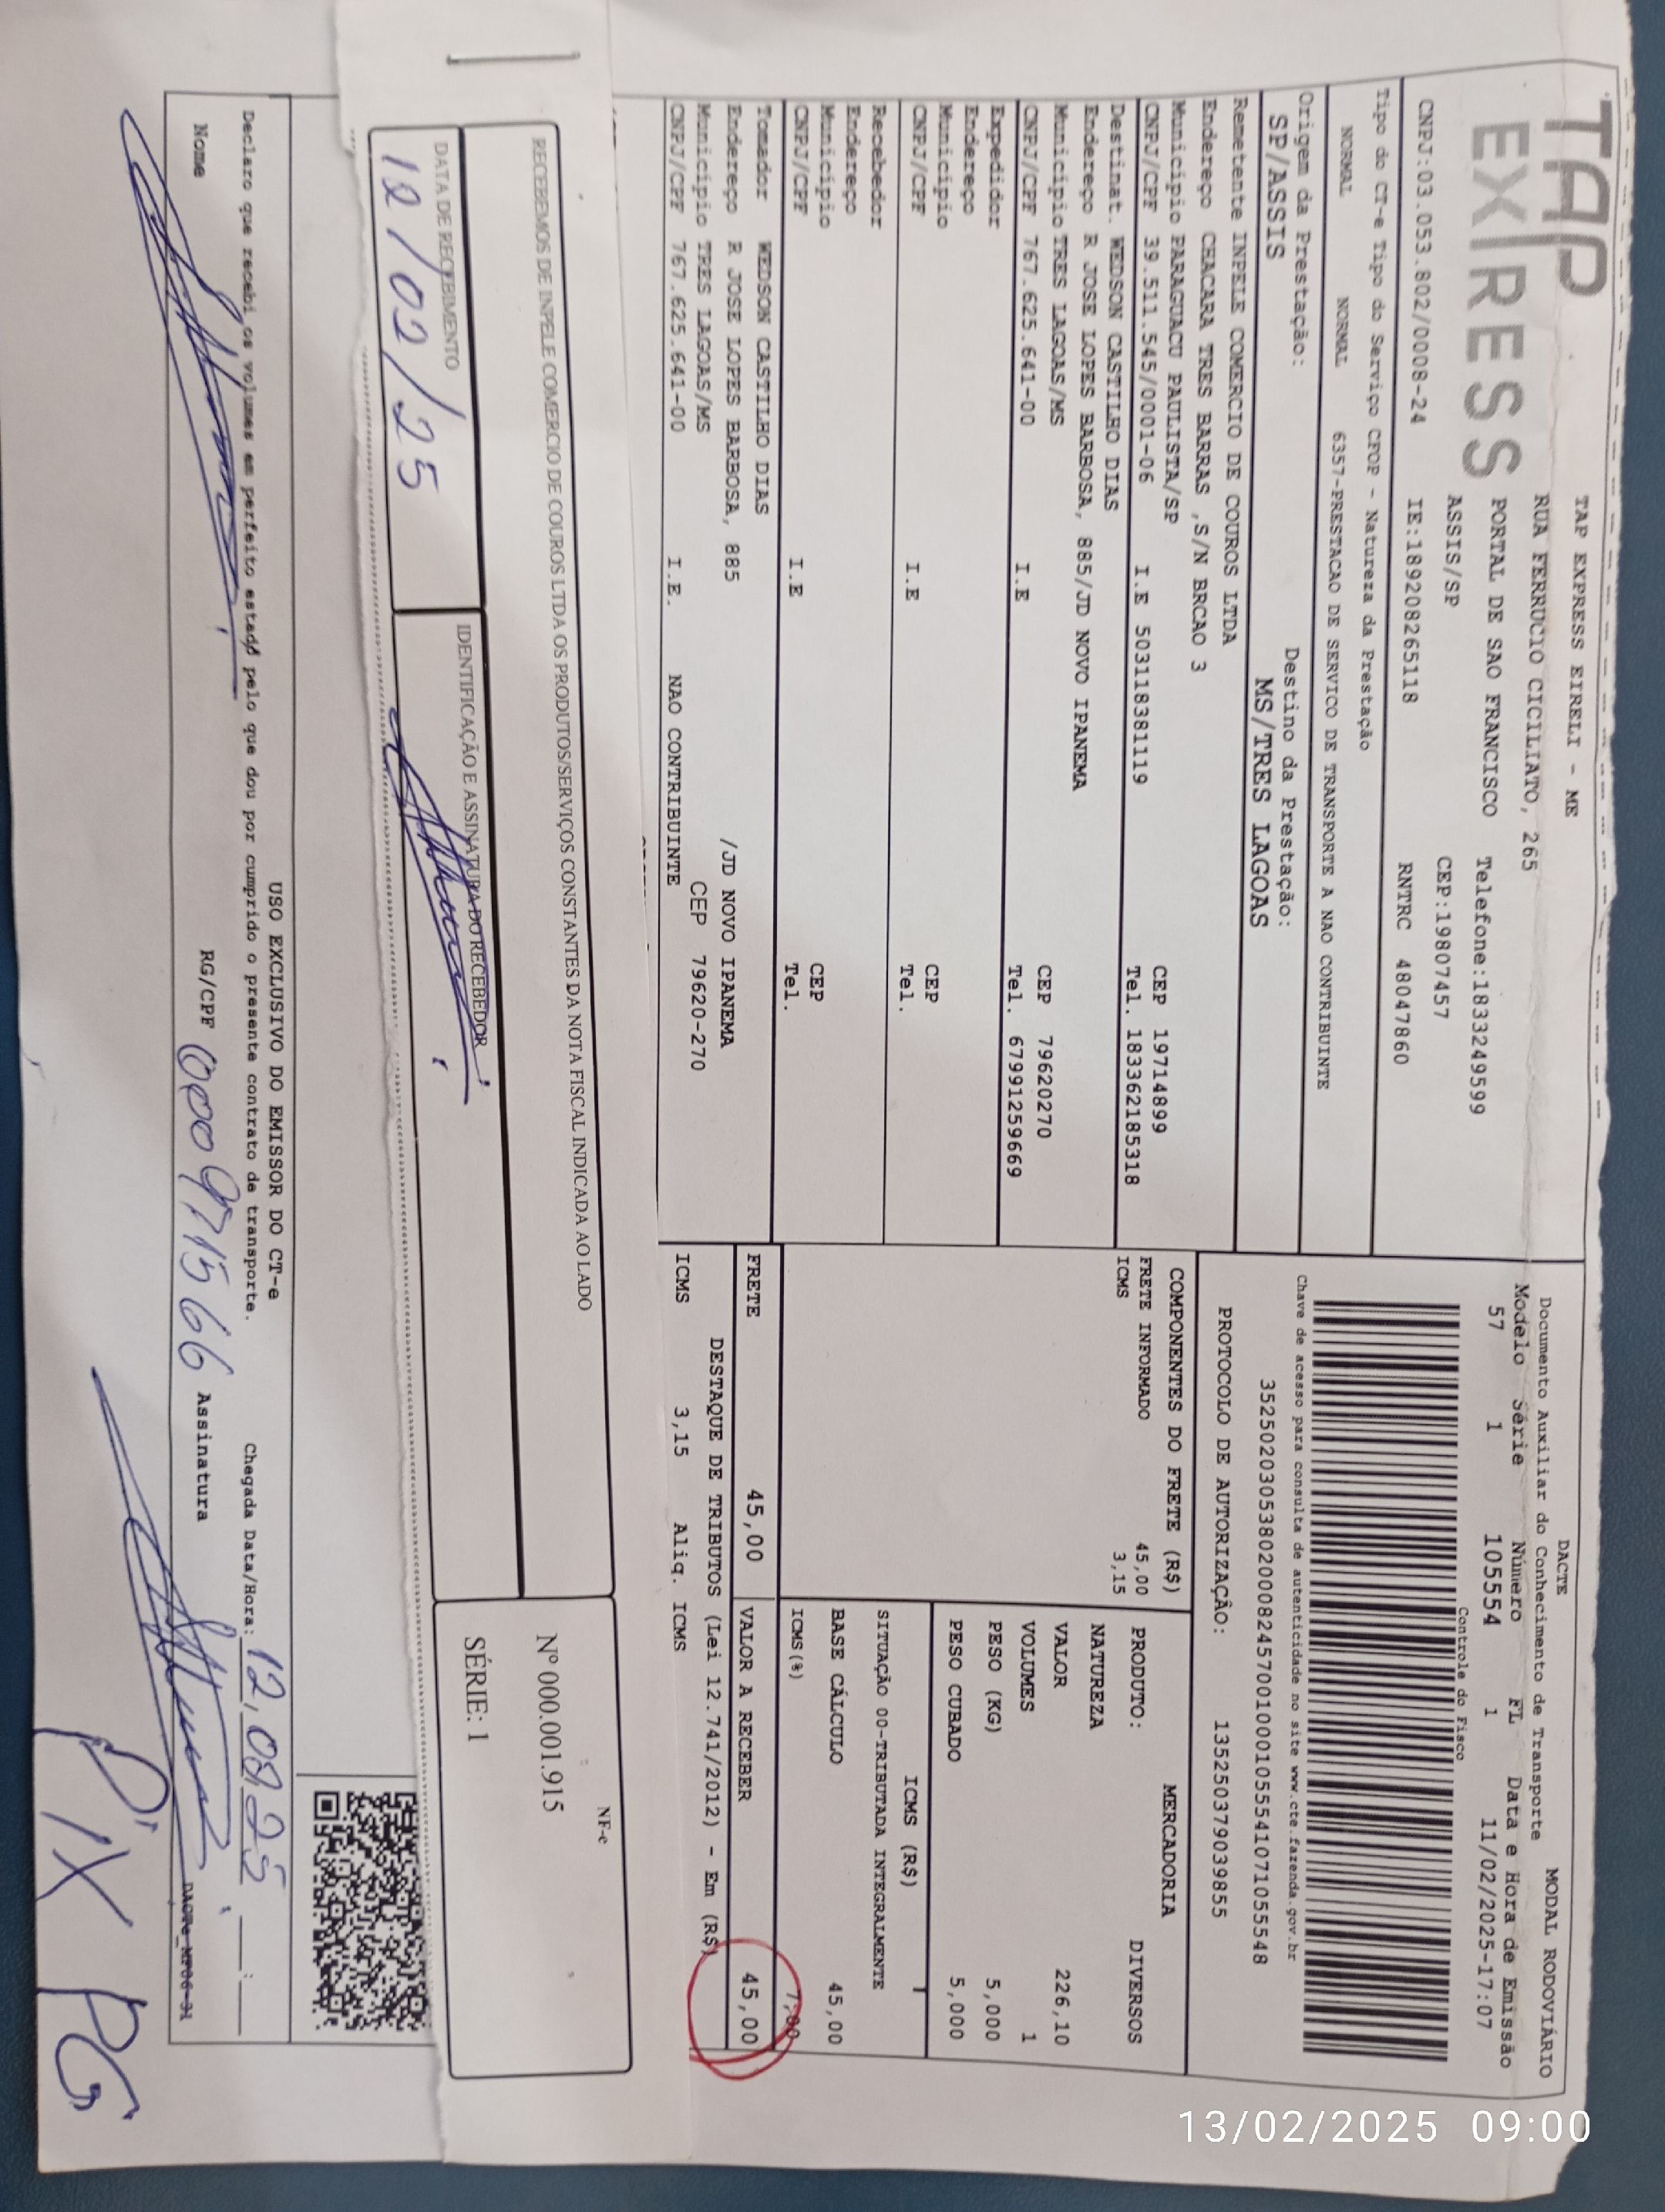 TAP
EXPRESS
TAP EXPRESS EIRELI - ME
RUA FERRUCIO CICILIATO, 265
PORTAL DE SAO FRANCISCO Telefone:1833249599
ASSIS/SP CEP:19807457
CNPJ:03.053.802/0008-24 IE:189208265118 RNTRC 48047860
Tipo do CT-e Tipo do Serviço CFOP - Natureza da Prestação
NORMAL NORMAL 6357-PRESTACAO DE SERVICO DE TRANSPORTE A NAO CONTRIBUINTE
Origem da Prestação: Destino da Prestação:
SP/ASSIS MS/TRES LAGOAS
DACTE MODAL RODOVIÁRIO
Documento Auxiliar do Conhecimento de Transporte
Modelo Série Número FL Data e Hora de Emissão
57 1 105554 1 11/02/2025-17:07
Controle do Fisco
Chave de acesso para consulta de autenticidade no site www.cte.fazenda.gov.br
35250203053802000824570010001055541071055548
PROTOCOLO DE AUTORIZAÇÃO: 135250379039855
Remetente INPELE COMERCIO DE COUROS LTDA
Endereço CHACARA TRES BARRAS ,S/N BRCAO 3
Municipio PARAGUACU PAULISTA/SP CEP 19714899
CNPJ/CPF 39.511.545/0001-06 I.E 503118381119 Tel. 183362185318
Destinat. WEDSON CASTILHO DIAS
Endereço R JOSE LOPES BARBOSA, 885/JD NOVO IPANEMA
Municipio TRES LAGOAS/MS CEP 79620270
CNPJ/CPF 767.625.641-00 I.E Tel. 67991259669
Expedidor
Endereço
Municipio CEP
CNPJ/CPF I.E Tel.
Recebedor
Endereço
Municipio CEP
CNPJ/CPF I.E Tel.
Tomador WEDSON CASTILHO DIAS
Endereço R JOSE LOPES BARBOSA, 885 /JD NOVO IPANEMA
Municipio TRES LAGOAS/MS CEP 79620-270
CNPJ/CPF 767.625.641-00 I.E. NAO CONTRIBUINTE
COMPONENTES DO FRETE (R$)
FRETE INFORMADO 45,00
ICMS 3,15
MERCADORIA
PRODUTO: DIVERSOS
NATUREZA
VALOR 226,10
VOLUMES 1
PESO (KG) 5,000
PESO CUBADO 5,000
ICMS (R$)
SITUAÇÃO 00-TRIBUTADA INTEGRALMENTE
BASE CÁLCULO 45,00
ICMS(%) 7,00
FRETE 45,00 VALOR A RECEBER 45,00
DESTAQUE DE TRIBUTOS (Lei 12.741/2012) - Em (R$)
ICMS 3,15 Aliq. ICMS
RECEBEMOS DE INPELE COMERCIO DE COUROS LTDA OS PRODUTOS/SERVIÇOS CONSTANTES DA NOTA FISCAL INDICADA AO LADO
DATA DE RECEBIMENTO IDENTIFICAÇÃO E ASSINATURA DO RECEBEDOR
12/02/25
NF-e
Nº 000.001.915
SÉRIE: 1
USO EXCLUSIVO DO EMISSOR DO CT-e
Declaro que recebi os volumes em perfeito estado pelo que dou por cumprido o presente contrato de transporte. Chegada Data/Hora: :
Nome RG/CPF Assinatura
PIX PG
13/02/2025 09:00